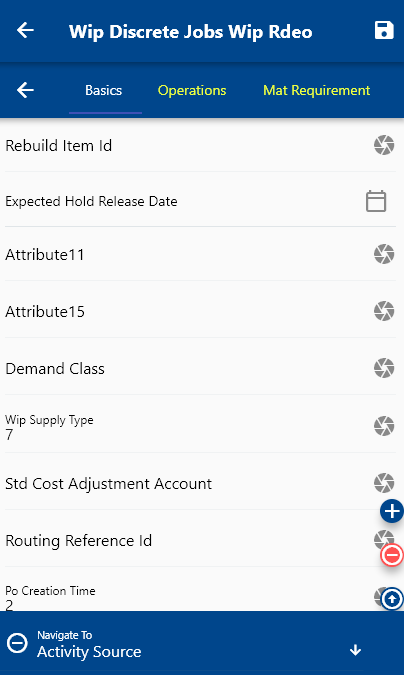 Wip Discrete Jobs Wip Rdeo
Basics Operations Mat Requirement
Rebuild Item Id
Expected Hold Release Date
Attribute11
Attribute15
Demand Class
Wip Supply Type
7
Std Cost Adjustment Account
Routing Reference Id
Po Creation Time
2
Navigate To
Activity Source